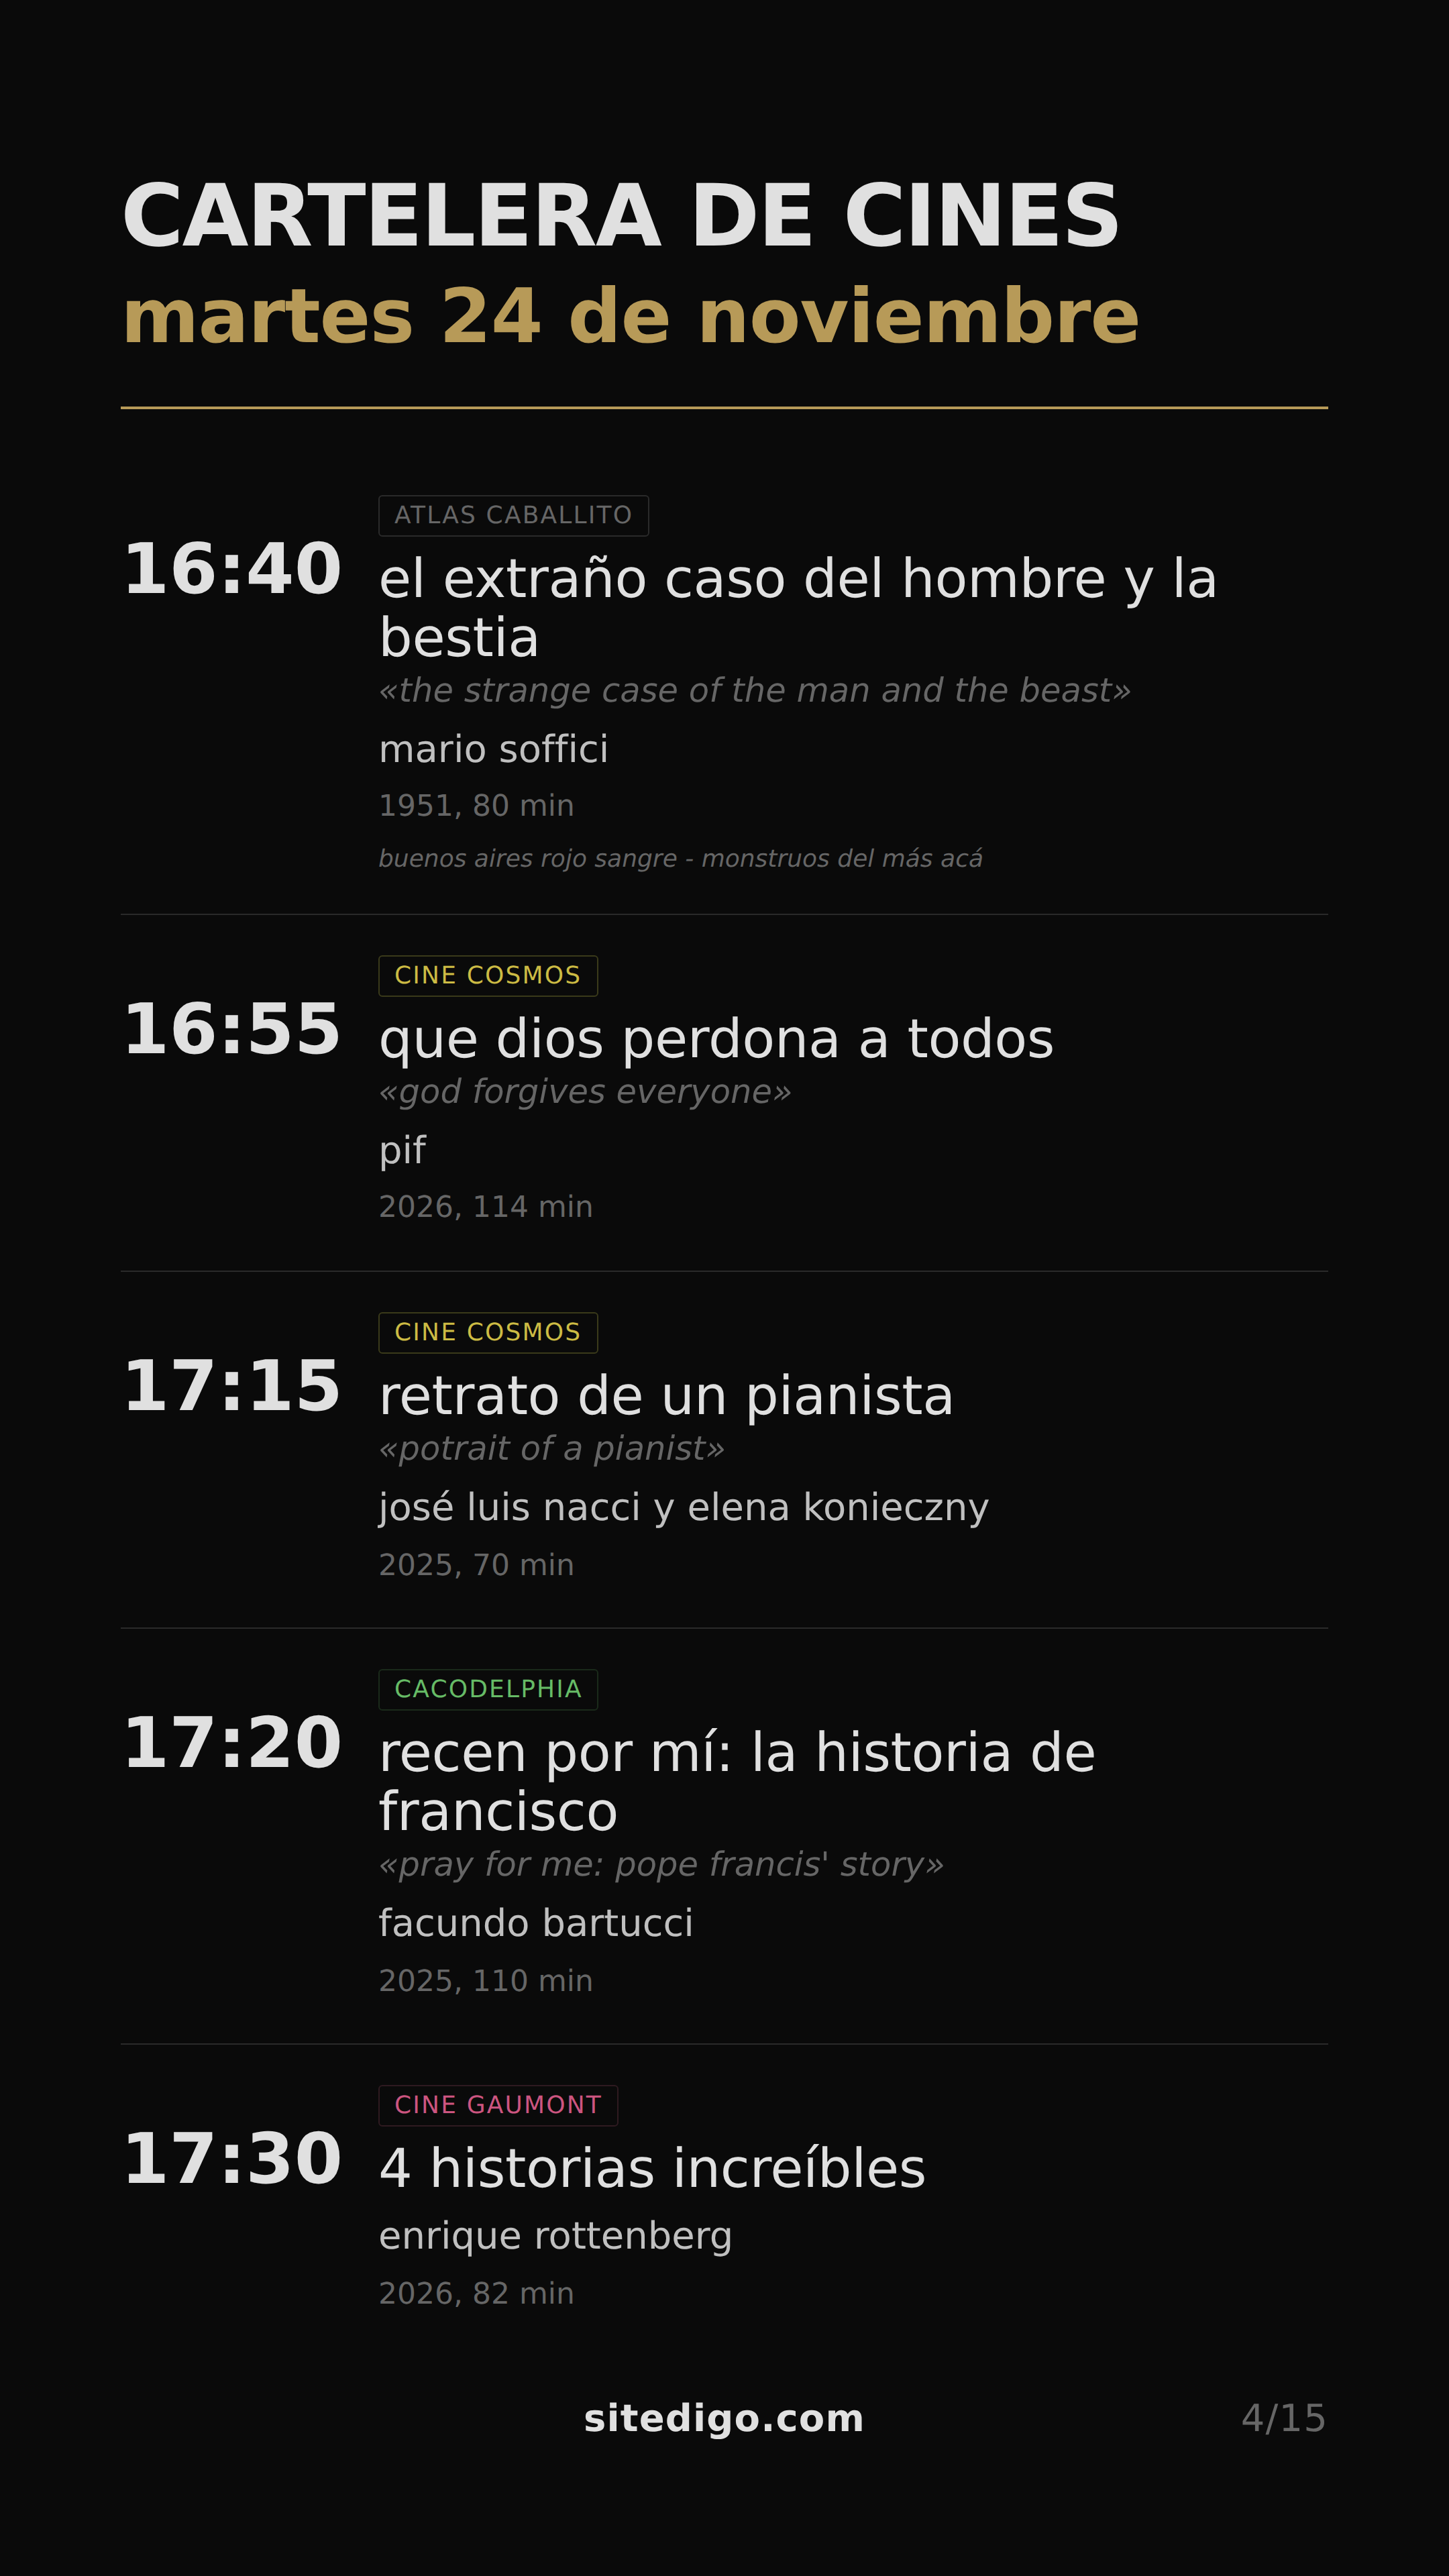 CARTELERA DE CINES
martes 24 de noviembre
ATLAS CABALLITO
16:40
el extraño caso del hombre y la
bestia
«the strange case of the man and the beast»
mario soffici
1951, 80 min
buenos aires rojo sangre - monstruos del más acá
CINE COSMOS
16:55
que dios perdona a todos
«god forgives everyone»
pif
2026, 114 min
CINE COSMOS
17:15
retrato de un pianista
«potrait of a pianist»
josé luis nacci y elena konieczny
2025, 70 min
CACODELPHIA
17:20
recen por mí: la historia de
francisco
«pray for me: pope francis' story»
facundo bartucci
2025, 110 min
CINE GAUMONT
17:30
4 historias increíbles
enrique rottenberg
2026, 82 min
sitedigo.com
4/15